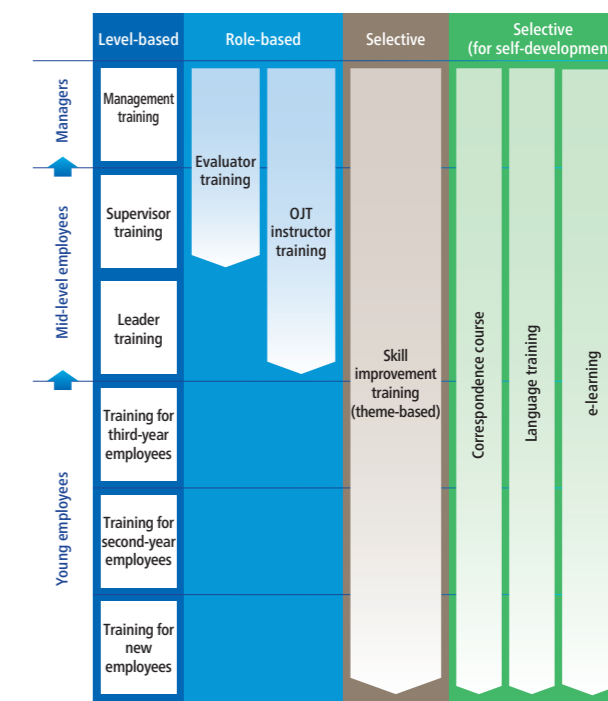 Level-based
Role-based
Selective
Selective
(for self-development
Managers
Mid-level employees
Young employees
Management
training
Supervisor
training
Leader
training
Training for
third-year
employees
Training for
second-year
employees
Training for
new
employees
Evaluator
training
OJT
instructor
training
Skill
improvement
training
(theme-based)
Correspondence course
Language training
e-learning